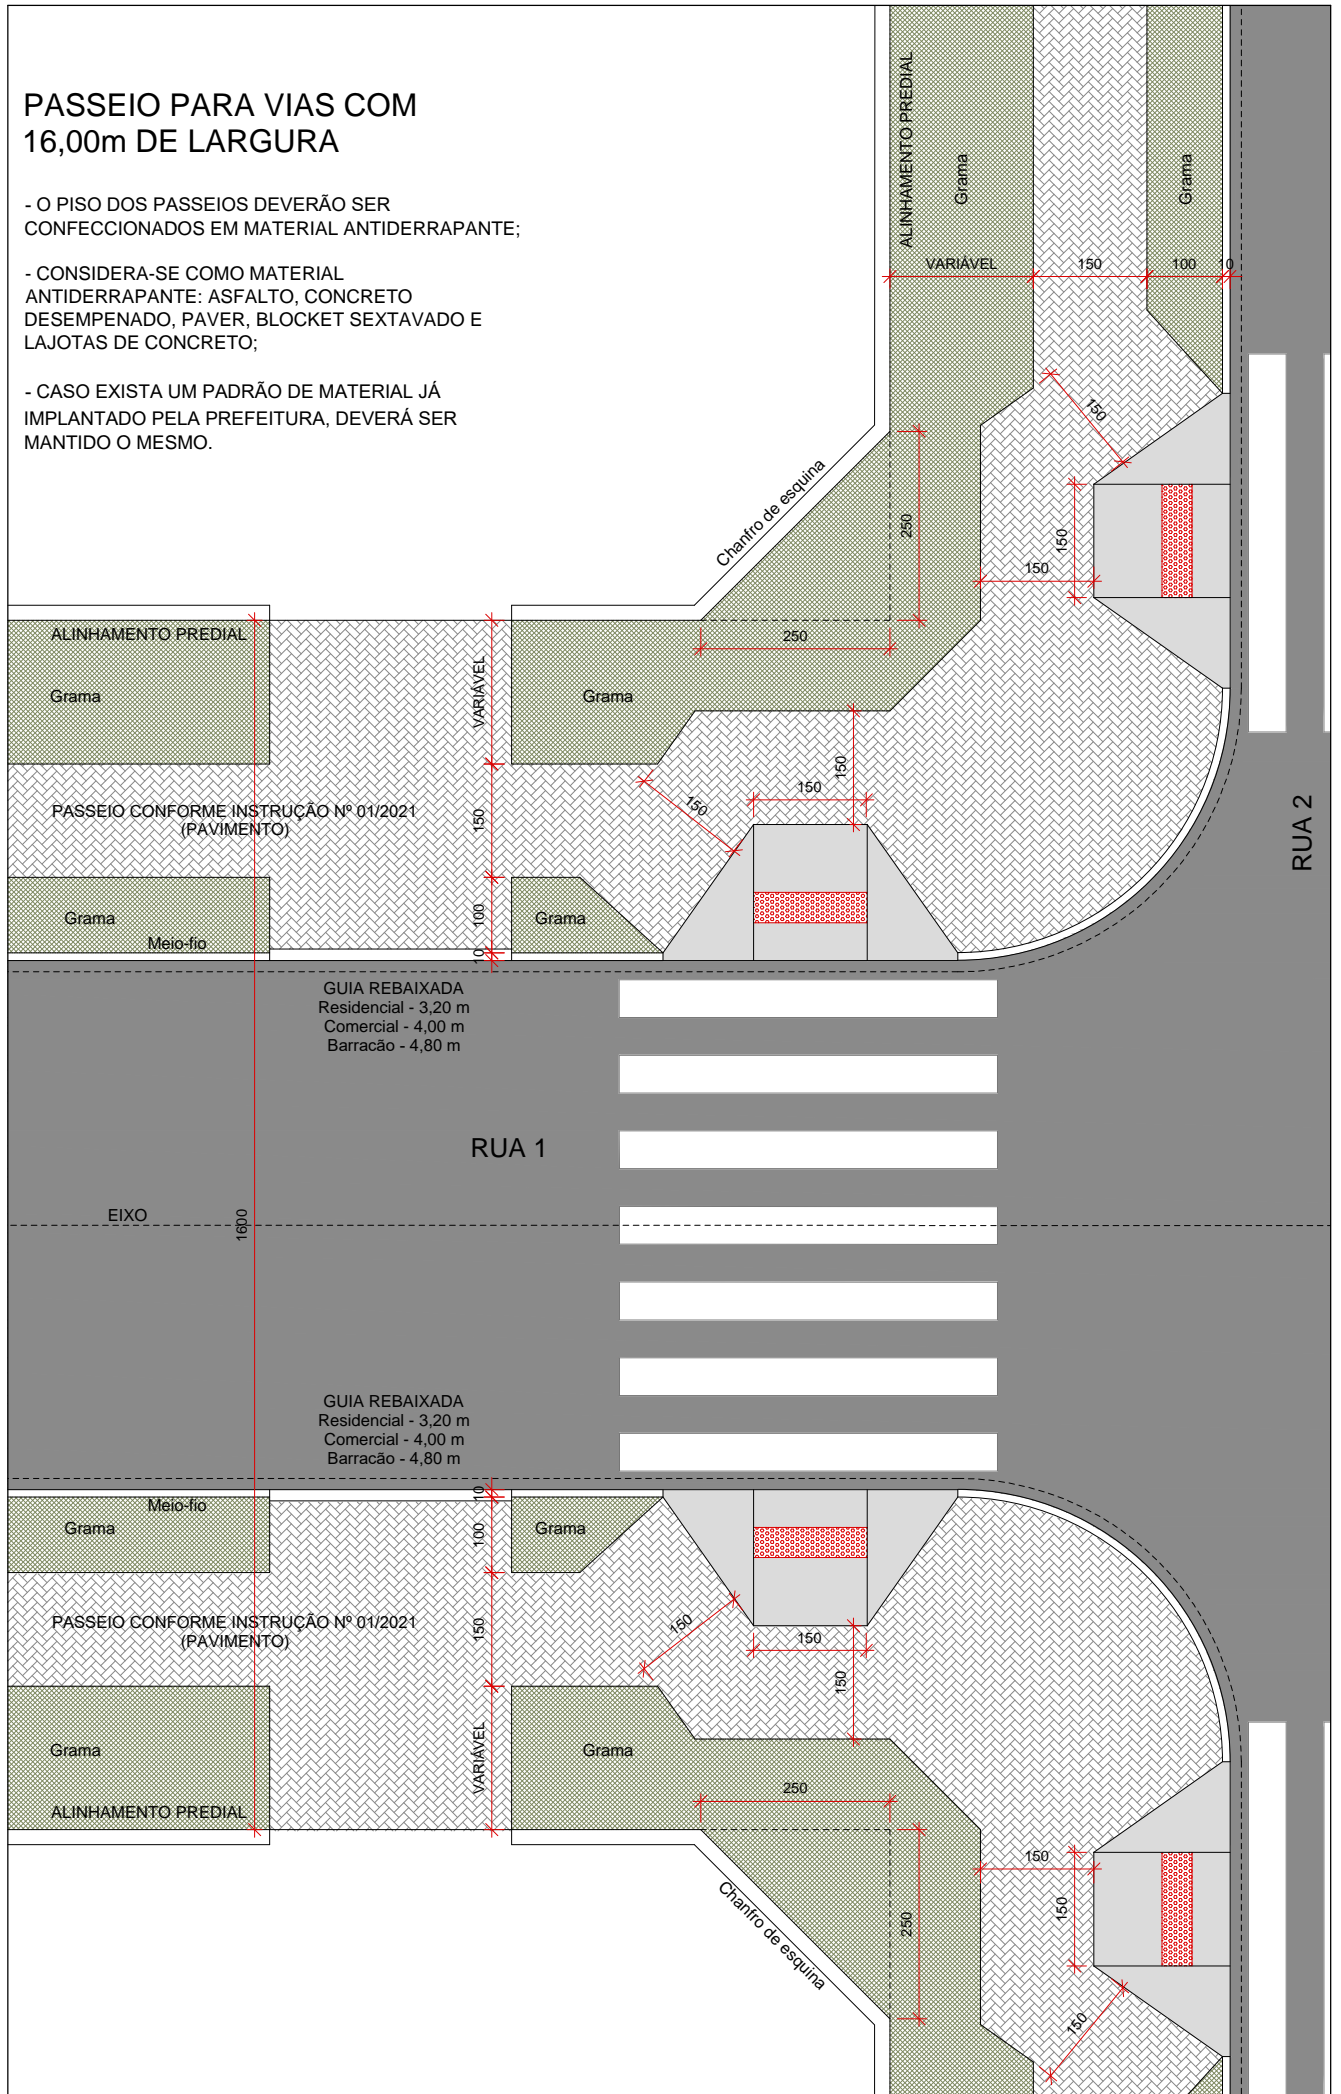 PASSEIO PARA VIAS COM
16,00m DE LARGURA
- O PISO DOS PASSEIOS DEVERÃO SER
CONFECCIONADOS EM MATERIAL ANTIDERRAPANTE;
- CONSIDERA-SE COMO MATERIAL
ANTIDERRAPANTE: ASFALTO, CONCRETO
DESEMPENADO, PAVER, BLOCKET SEXTAVADO E
LAJOTAS DE CONCRETO;
- CASO EXISTA UM PADRÃO DE MATERIAL JÁ
IMPLANTADO PELA PREFEITURA, DEVERÁ SER
MANTIDO O MESMO.
ALINHAMENTO PREDIAL
Grama
Grama
VARIÁVEL
150
100
10
150
Chanfro de esquina
250
150
150
250
ALINHAMENTO PREDIAL
Grama
VARIÁVEL
Grama
150
150
150
PASSEIO CONFORME INSTRUÇÃO Nº 01/2021
(PAVIMENTO)
150
RUA 2
Grama
Meio-fio
100
Grama
10
GUIA REBAIXADA
Residencial - 3,20 m
Comercial - 4,00 m
Barracão - 4,80 m
RUA 1
EIXO
1600
GUIA REBAIXADA
Residencial - 3,20 m
Comercial - 4,00 m
Barracão - 4,80 m
10
Meio-fio
Grama
100
Grama
PASSEIO CONFORME INSTRUÇÃO Nº 01/2021
(PAVIMENTO)
150
150
150
150
Grama
VARIÁVEL
Grama
ALINHAMENTO PREDIAL
250
250
Chanfro de esquina
150
150
150